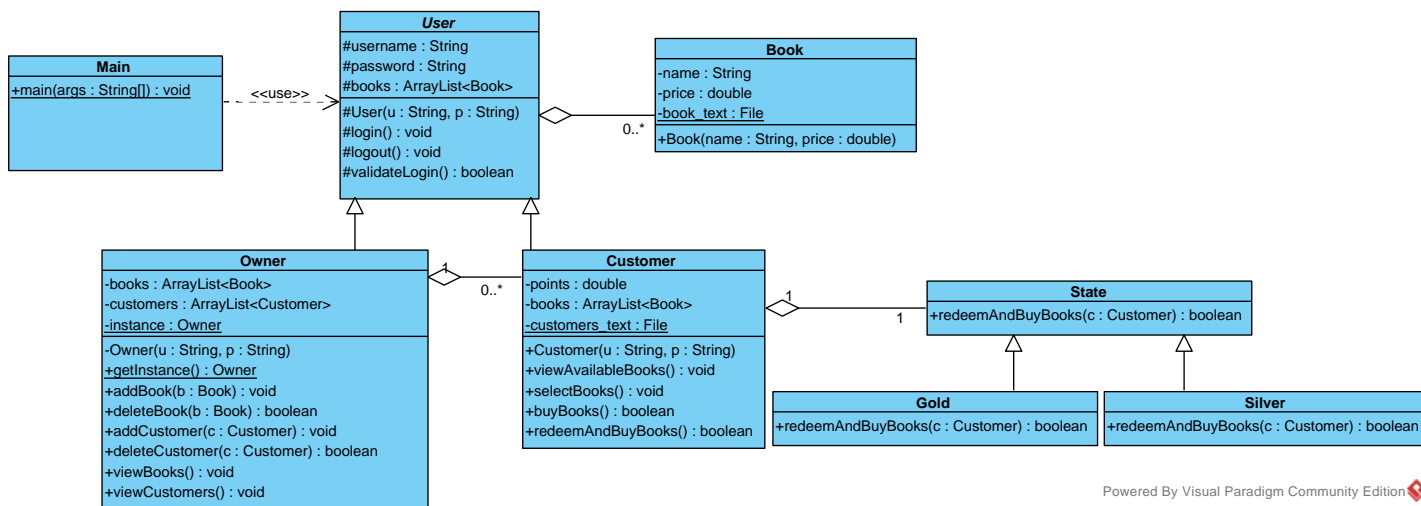 Main
+main(args : String[]) : void
<<use>>
User
#username : String
#password : String
#books : ArrayList<Book>
#User(u : String, p : String)
#login() : void
#logout() : void
#validateLogin() : boolean
0..*
Book
-name : String
-price : double
-book_text : File
+Book(name : String, price : double)
Owner
-books : ArrayList<Book>
-customers : ArrayList<Customer>
-instance : Owner
-Owner(u : String, p : String)
+getInstance() : Owner
+addBook(b : Book) : void
+deleteBook(b : Book) : boolean
+addCustomer(c : Customer) : void
+deleteCustomer(c : Customer) : boolean
+viewBooks() : void
+viewCustomers() : void
1
0..*
Customer
-points : double
-books : ArrayList<Book>
-customers_text : File
+Customer(u : String, p : String)
+viewAvailableBooks() : void
+selectBooks() : void
+buyBooks() : boolean
+redeemAndBuyBooks() : boolean
1
1
State
+redeemAndBuyBooks(c : Customer) : boolean
Gold
+redeemAndBuyBooks(c : Customer) : boolean
Silver
+redeemAndBuyBooks(c : Customer) : boolean
Powered By Visual Paradigm Community Edition